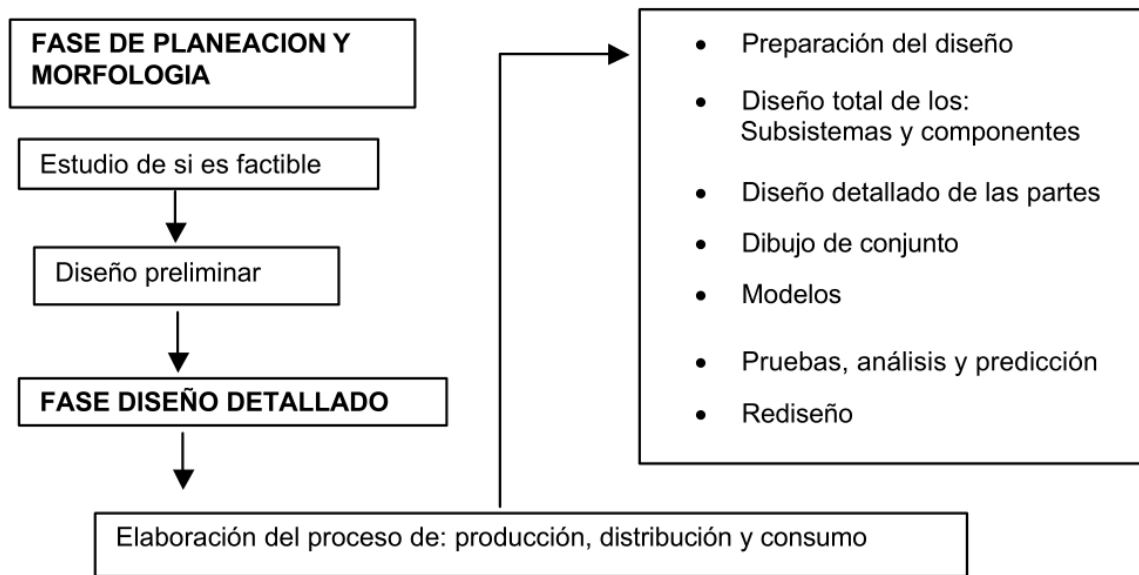 FASE DE PLANEACION Y
MORFOLOGIA
Estudio de si es factible
Diseño preliminar
FASE DISEÑO DETALLADO
Elaboración del proceso de: producción, distribución y consumo
• Preparación del diseño
• Diseño total de los:
Subsistemas y componentes
• Diseño detallado de las partes
• Dibujo de conjunto
• Modelos
• Pruebas, análisis y predicción
• Rediseño